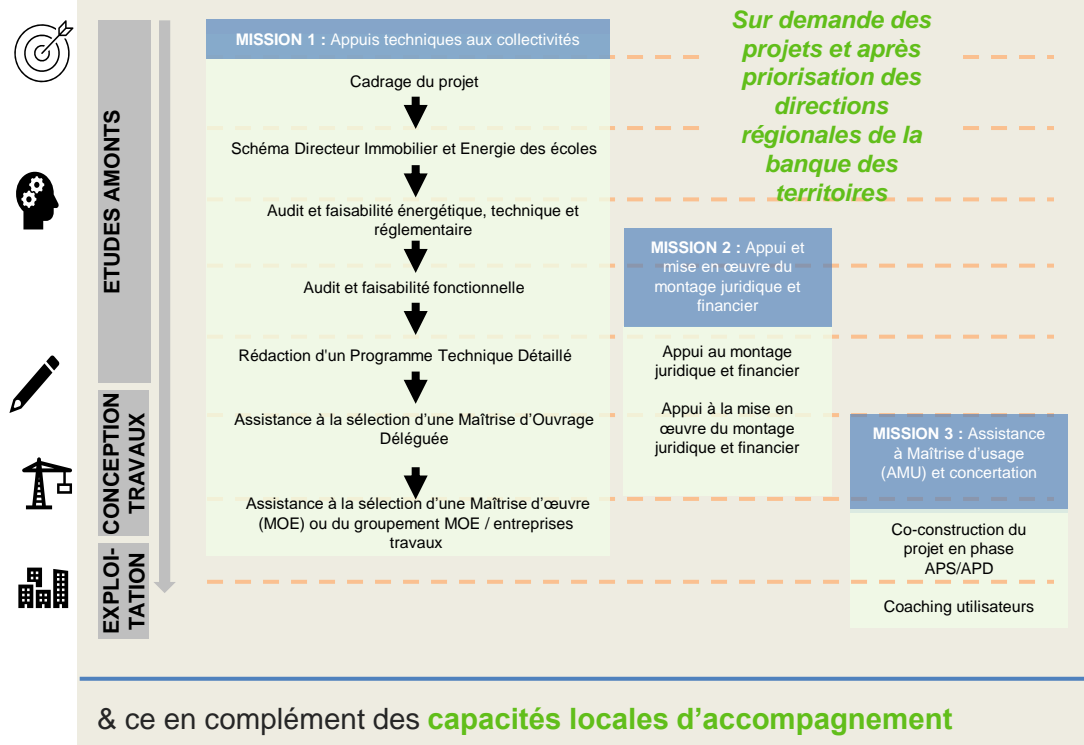 ETUDES AMONTS
CONCEPTION
TRAVAUX
EXPLOI-
TATION
MISSION 1 : Appuis techniques aux collectivités
Cadrage du projet
Schéma Directeur Immobilier et Energie des écoles
Audit et faisabilité énergétique, technique et
réglementaire
Audit et faisabilité fonctionnelle
Rédaction d'un Programme Technique Détaillé
Assistance à la sélection d'une Maîtrise d'Ouvrage
Déléguée
Assistance à la sélection d'une Maîtrise d'œuvre
(MOE) ou du groupement MOE / entreprises
travaux
Sur demande des
projets et après
priorisation des
directions
régionales de la
banque des
territoires
MISSION 2 : Appui et
mise en œuvre du
montage juridique et
financier
Appui au montage
juridique et financier
Appui à la mise en
œuvre du montage
juridique et financier
MISSION 3 : Assistance
à Maîtrise d'usage
(AMU) et concertation
Co-construction du
projet en phase
APS/APD
Coaching utilisateurs
& ce en complément des capacités locales d'accompagnement